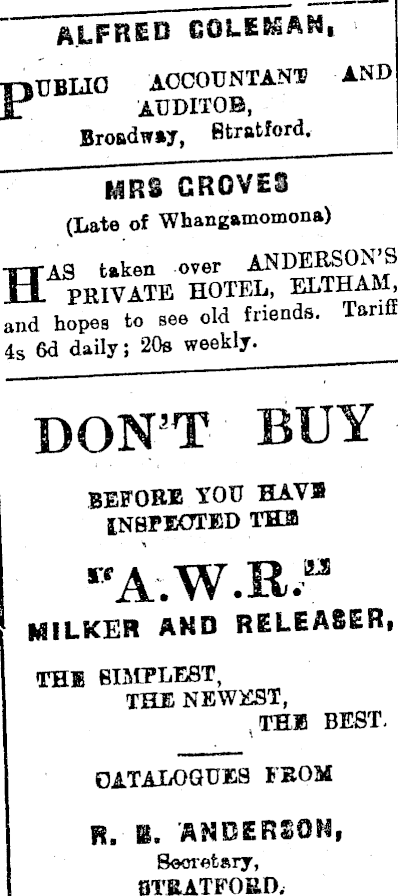 ALFRED COLEMAN,
PUBLIC ACCOUNTANT AND
AUDITOR,
Broadway, Stratford.
MRS GROVES
(Late of Whangamomona)
HAS taken over ANDERSON'S
PRIVATE HOTEL, ELTHAM,
and hopes to see old friends. Tariff
4s 6d daily; 20s weekly.
DON'T BUY
BEFORE YOU HAVE
INSPECTED THE
"A.W.R."
MILKER AND RELEASER,
THE SIMPLEST,
THE NEWEST,
THE BEST.
CATALOGUES FROM
R. B. ANDERSON,
Secretary,
STRATFORD.